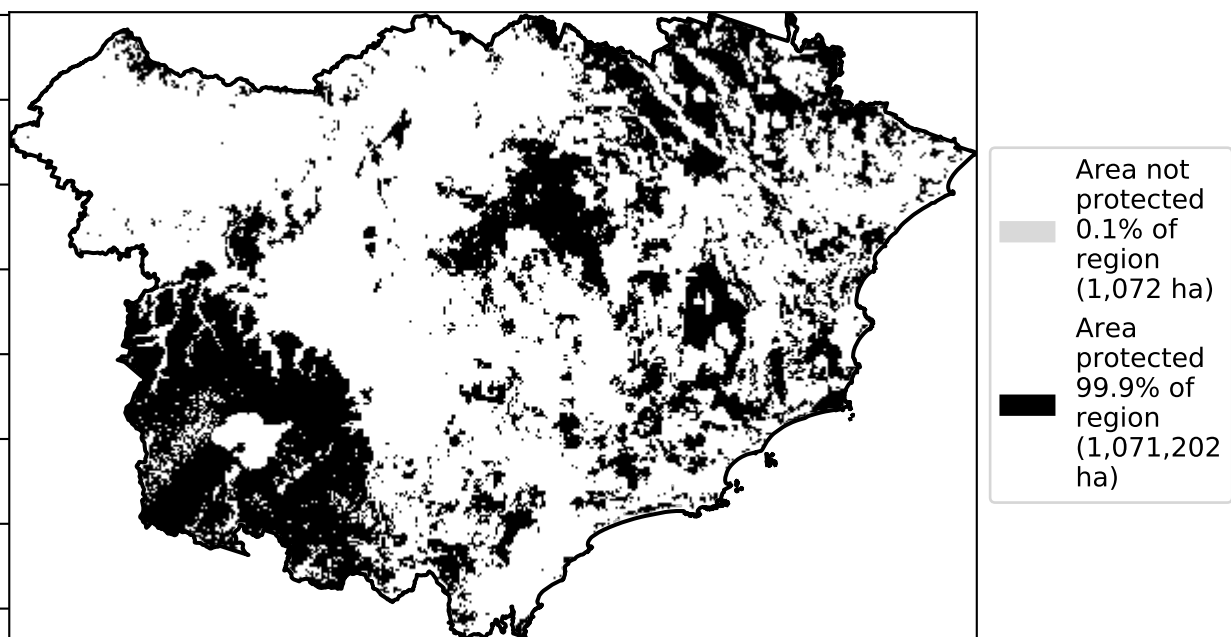 Area not
protected
0.1% of
region
(1,072 ha)
Area
protected
99.9% of
region
(1,071,202
ha)